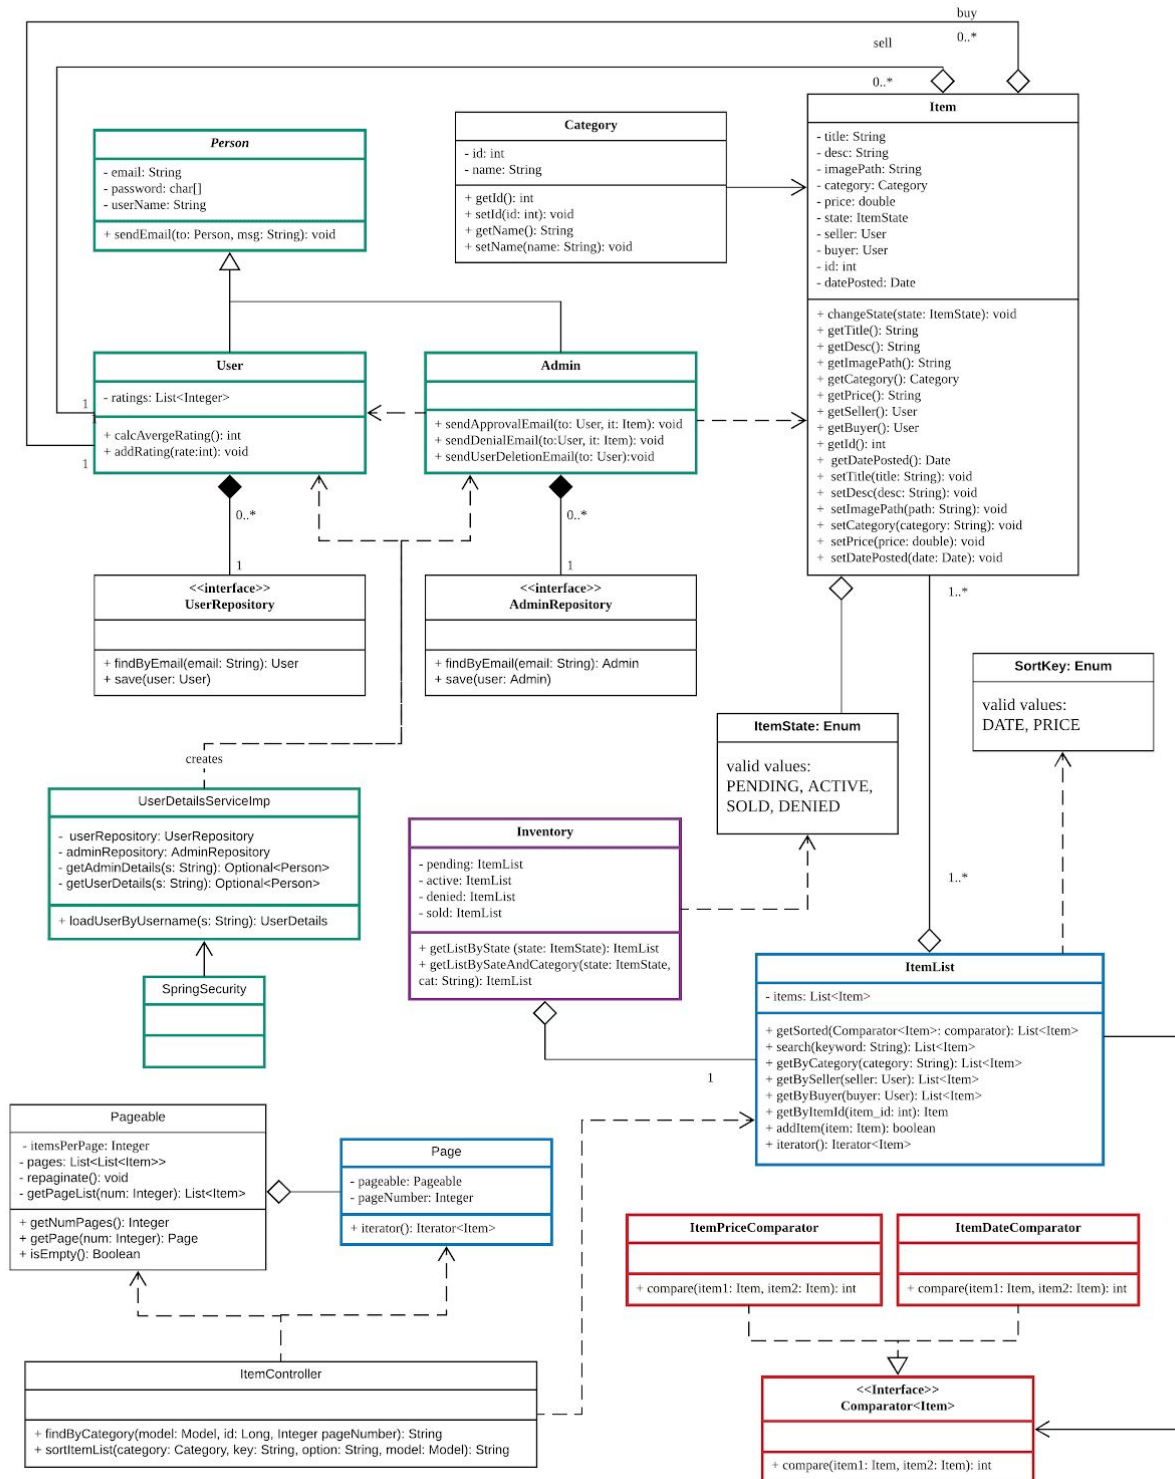 buy
sell
0..*
0..*
Item
- title: String
- desc: String
- imagePath: String
- category: Category
- price: double
- state: ItemState
- seller: User
- buyer: User
- id: int
- datePosted: Date
+ changeState(state: ItemState): void
+ getTitle(): String
+ getDesc(): String
+ getImagePath(): String
+ getCategory(): Category
+ getPrice(): String
+ getSeller(): User
+ getBuyer(): User
+ getId(): int
+ getDatePosted(): Date
+ setTitle(title: String): void
+ setDesc(desc: String): void
+ setImagePath(path: String): void
+ setCategory(category: String): void
+ setPrice(price: double): void
+ setDatePosted(date: Date): void
Category
- id: int
- name: String
+ getId(): int
+ setId(id: int): void
+ getName(): String
+ setName(name: String): void
Person
- email: String
- password: char[]
- userName: String
+ sendEmail(to: Person, msg: String): void
User
- ratings: List<Integer>
+ calcAvergeRating(): int
+ addRating(rate:int): void
1
1
1
Admin
+ sendApprovalEmail(to: User, it: Item): void
+ sendDenialEmail(to:User, it: Item): void
+ sendUserDeletionEmail(to: User):void
0..*
1
0..*
1
<<interface>>
UserRepository
+ findByEmail(email: String): User
+ save(user: User)
<<interface>>
AdminRepository
+ findByEmail(email: String): Admin
+ save(user: Admin)
1..*
SortKey: Enum
valid values:
DATE, PRICE
ItemState: Enum
valid values:
PENDING, ACTIVE,
SOLD, DENIED
creates
UserDetailsServiceImp
- userRepository: UserRepository
- adminRepository: AdminRepository
- getAdminDetails(s: String): Optional<Person>
- getUserDetails(s: String): Optional<Person>
+ loadUserByUsername(s: String): UserDetails
SpringSecurity
Inventory
- pending: ItemList
- active: ItemList
- denied: ItemList
- sold: ItemList
+ getListByState (state: ItemState): ItemList
+ getListBySateAndCategory(state: ItemState,
cat: String): ItemList
1..*
1
ItemList
- items: List<Item>
+ getSorted(Comparator<Item>: comparator): List<Item>
+ search(keyword: String): List<Item>
+ getByCategory(category: String): List<Item>
+ getBySeller(seller: User): List<Item>
+ getByBuyer(buyer: User): List<Item>
+ getByItemId(item_id: int): Item
+ addItem(item: Item): boolean
+ iterator(): Iterator<Item>
Pageable
- itemsPerPage: Integer
- pages: List<List<Item>>
- repaginate(): void
- getPageList(num: Integer): List<Item>
+ getNumPages(): Integer
+ getPage(num: Integer): Page
+ isEmpty(): Boolean
Page
- pageable: Pageable
- pageNumber: Integer
+ iterator(): Iterator<Item>
ItemPriceComparator
+ compare(item1: Item, item2: Item): int
ItemDateComparator
+ compare(item1: Item, item2: Item): int
ItemController
+ findByCategory(model: Model, id: Long, Integer pageNumber): String
+ sortItemList(category: Category, key: String, option: String, model: Model): String
<<Interface>>
Comparator<Item>
+ compare(item1: Item, item2: Item): int